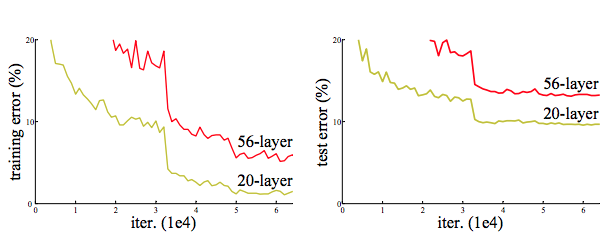 20
10
0
0
1
2
3
4
5
6
training error (%)
iter. (1e4)
56-layer
20-layer
20
10
0
0
1
2
3
4
5
6
test error (%)
iter. (1e4)
56-layer
20-layer